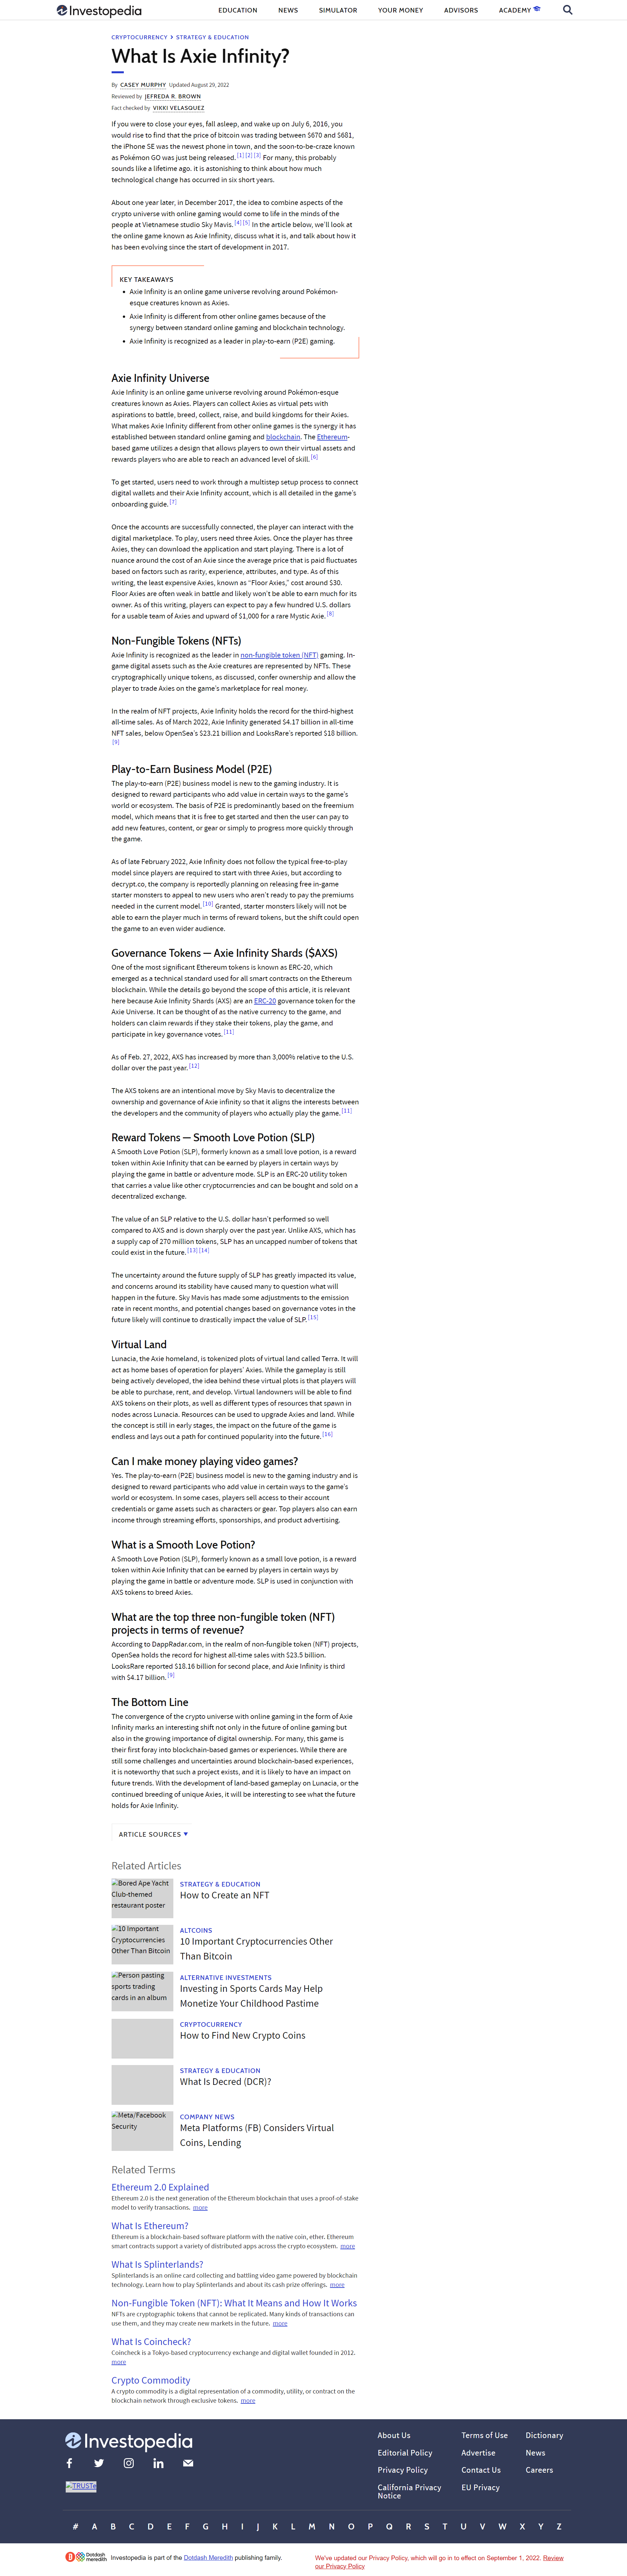 Investopedia
EDUCATION NEWS SIMULATOR YOUR MONEY ADVISORS ACADEMY
CRYPTOCURRENCY > STRATEGY & EDUCATION
What Is Axie Infinity?
By CASEY MURPHY Updated August 29, 2022
Reviewed by JEFREDA R. BROWN
Fact checked by VIKKI VELASQUEZ
If you were to close your eyes, fall asleep, and wake up on July 6, 2016, you
would rise to find that the price of bitcoin was trading between $670 and $681,
the iPhone SE was the newest phone in town, and the soon-to-be-craze known
as Pokémon GO was just being released. [1] [2] [3] For many, this probably
sounds like a lifetime ago. it is astonishing to think about how much
technological change has occurred in six short years.
About one year later, in December 2017, the idea to combine aspects of the
crypto universe with online gaming would come to life in the minds of the
people at Vietnamese studio Sky Mavis. [4] [5] In the article below, we'll look at
the online game known as Axie Infinity, discuss what it is, and talk about how it
has been evolving since the start of development in 2017.
KEY TAKEAWAYS
• Axie Infinity is an online game universe revolving around Pokémon-
esque creatures known as Axies.
• Axie Infinity is different from other online games because of the
synergy between standard online gaming and blockchain technology.
• Axie Infinity is recognized as a leader in play-to-earn (P2E) gaming.
Axie Infinity Universe
Axie Infinity is an online game universe revolving around Pokémon-esque
creatures known as Axies. Players can collect Axies as virtual pets with
aspirations to battle, breed, collect, raise, and build kingdoms for their Axies.
What makes Axie Infinity different from other online games is the synergy it has
established between standard online gaming and blockchain. The Ethereum-
based game utilizes a design that allows players to own their virtual assets and
rewards players who are able to reach an advanced level of skill. [6]
To get started, users need to work through a multistep setup process to connect
digital wallets and their Axie Infinity account, which is all detailed in the game's
onboarding guide. [7]
Once the accounts are successfully connected, the player can interact with the
digital marketplace. To play, users need three Axies. Once the player has three
Axies, they can download the application and start playing. There is a lot of
nuance around the cost of an Axie since the average price that is paid fluctuates
based on factors such as rarity, experience, attributes, and type. As of this
writing, the least expensive Axies, known as “Floor Axies,” cost around $30.
Floor Axies are often weak in battle and likely won't be able to earn much for its
owner. As of this writing, players can expect to pay a few hundred U.S. dollars
for a usable team of Axies and upward of $1,000 for a rare Mystic Axie. [8]
Non-Fungible Tokens (NFTs)
Axie Infinity is recognized as the leader in non-fungible token (NFT) gaming. In-
game digital assets such as the Axie creatures are represented by NFTs. These
cryptographically unique tokens, as discussed, confer ownership and allow the
player to trade Axies on the game's marketplace for real money.
In the realm of NFT projects, Axie Infinity holds the record for the third-highest
all-time sales. As of March 2022, Axie Infinity generated $4.17 billion in all-time
NFT sales, below OpenSea's $23.21 billion and LooksRare's reported $18 billion.
[9]
Play-to-Earn Business Model (P2E)
The play-to-earn (P2E) business model is new to the gaming industry. It is
designed to reward participants who add value in certain ways to the game's
world or ecosystem. The basis of P2E is predominantly based on the freemium
model, which means that it is free to get started and then the user can pay to
add new features, content, or gear or simply to progress more quickly through
the game.
As of late February 2022, Axie Infinity does not follow the typical free-to-play
model since players are required to start with three Axies, but according to
decrypt.co, the company is reportedly planning on releasing free in-game
starter monsters to appeal to new users who aren't ready to pay the premiums
needed in the current model. [10] Granted, starter monsters likely will not be
able to earn the player much in terms of reward tokens, but the shift could open
the game to an even wider audience.
Governance Tokens — Axie Infinity Shards ($AXS)
One of the most significant Ethereum tokens is known as ERC-20, which
emerged as a technical standard used for all smart contracts on the Ethereum
blockchain. While the details go beyond the scope of this article, it is relevant
here because Axie Infinity Shards (AXS) are an ERC-20 governance token for the
Axie Universe. It can be thought of as the native currency to the game, and
holders can claim rewards if they stake their tokens, play the game, and
participate in key governance votes. [11]
As of Feb. 27, 2022, AXS has increased by more than 3,000% relative to the U.S.
dollar over the past year. [12]
The AXS tokens are an intentional move by Sky Mavis to decentralize the
ownership and governance of Axie infinity so that it aligns the interests between
the developers and the community of players who actually play the game. [11]
Reward Tokens — Smooth Love Potion (SLP)
A Smooth Love Potion (SLP), formerly known as a small love potion, is a reward
token within Axie Infinity that can be earned by players in certain ways by
playing the game in battle or adventure mode. SLP is an ERC-20 utility token
that carries a value like other cryptocurrencies and can be bought and sold on a
decentralized exchange.
The value of an SLP relative to the U.S. dollar hasn't performed so well
compared to AXS and is down sharply over the past year. Unlike AXS, which has
a supply cap of 270 million tokens, SLP has an uncapped number of tokens that
could exist in the future. [13] [14]
The uncertainty around the future supply of SLP has greatly impacted its value,
and concerns around its stability have caused many to question what will
happen in the future. Sky Mavis has made some adjustments to the emission
rate in recent months, and potential changes based on governance votes in the
future likely will continue to drastically impact the value of SLP. [15]
Virtual Land
Lunacia, the Axie homeland, is tokenized plots of virtual land called Terra. It will
act as home bases of operation for players' Axies. While the gameplay is still
being actively developed, the idea behind these virtual plots is that players will
be able to purchase, rent, and develop. Virtual landowners will be able to find
AXS tokens on their plots, as well as different types of resources that spawn in
nodes across Lunacia. Resources can be used to upgrade Axies and land. While
the concept is still in early stages, the impact on the future of the game is
endless and lays out a path for continued popularity into the future. [16]
Can I make money playing video games?
Yes. The play-to-earn (P2E) business model is new to the gaming industry and is
designed to reward participants who add value in certain ways to the game's
world or ecosystem. In some cases, players sell access to their account
credentials or game assets such as characters or gear. Top players also can earn
income through streaming efforts, sponsorships, and product advertising.
What is a Smooth Love Potion?
A Smooth Love Potion (SLP), formerly known as a small love potion, is a reward
token within Axie Infinity that can be earned by players in certain ways by
playing the game in battle or adventure mode. SLP is used in conjunction with
AXS tokens to breed Axies.
What are the top three non-fungible token (NFT)
projects in terms of revenue?
According to DappRadar.com, in the realm of non-fungible token (NFT) projects,
OpenSea holds the record for highest all-time sales with $23.5 billion.
LooksRare reported $18.16 billion for second place, and Axie Infinity is third
with $4.17 billion. [9]
The Bottom Line
The convergence of the crypto universe with online gaming in the form of Axie
Infinity marks an interesting shift not only in the future of online gaming but
also in the growing importance of digital ownership. For many, this game is
their first foray into blockchain-based games or experiences. While there are
still some challenges and uncertainties around blockchain-based experiences,
it is noteworthy that such a project exists, and it is likely to have an impact on
future trends. With the development of land-based gameplay on Lunacia, or the
continued breeding of unique Axies, it will be interesting to see what the future
holds for Axie Infinity.
ARTICLE SOURCES
Related Articles
Bored Ape Yacht
Club-themed
restaurant poster
STRATEGY & EDUCATION
How to Create an NFT
10 Important
Cryptocurrencies
Other Than Bitcoin
ALTCOINS
10 Important Cryptocurrencies Other
Than Bitcoin
Person pasting
sports trading
cards in an album
ALTERNATIVE INVESTMENTS
Investing in Sports Cards May Help
Monetize Your Childhood Pastime
CRYPTOCURRENCY
How to Find New Crypto Coins
STRATEGY & EDUCATION
What Is Decred (DCR)?
Meta/Facebook
Security
COMPANY NEWS
Meta Platforms (FB) Considers Virtual
Coins, Lending
Related Terms
Ethereum 2.0 Explained
Ethereum 2.0 is the next generation of the Ethereum blockchain that uses a proof-of-stake
model to verify transactions. more
What Is Ethereum?
Ethereum is a blockchain-based software platform with the native coin, ether. Ethereum
smart contracts support a variety of distributed apps across the crypto ecosystem. more
What Is Splinterlands?
Splinterlands is an online card collecting and battling video game powered by blockchain
technology. Learn how to play Splinterlands and about its cash prize offerings. more
Non-Fungible Token (NFT): What It Means and How It Works
NFTs are cryptographic tokens that cannot be replicated. Many kinds of transactions can
use them, and they may create new markets in the future. more
What Is Coincheck?
Coincheck is a Tokyo-based cryptocurrency exchange and digital wallet founded in 2012.
more
Crypto Commodity
A crypto commodity is a digital representation of a commodity, utility, or contract on the
blockchain network through exclusive tokens. more
Investopedia
TRUSTe
About Us Terms of Use Dictionary
Editorial Policy Advertise News
Privacy Policy Contact Us Careers
California Privacy
Notice
EU Privacy
# A B C D E F G H I J K L M N O P Q R S T U V W X Y Z
Dotdash
meredith
Investopedia is part of the Dotdash Meredith publishing family.
We've updated our Privacy Policy, which will go in to effect on September 1, 2022. Review
our Privacy Policy